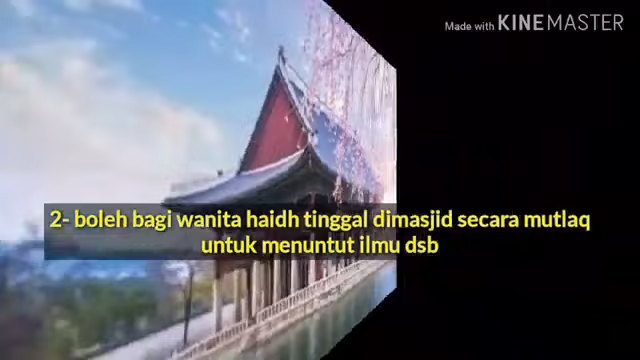 Made with KINEMASTER
2- boleh bagi wanita haidh tinggal dimasjid secara mutlaq
untuk menuntut ilmu dsb